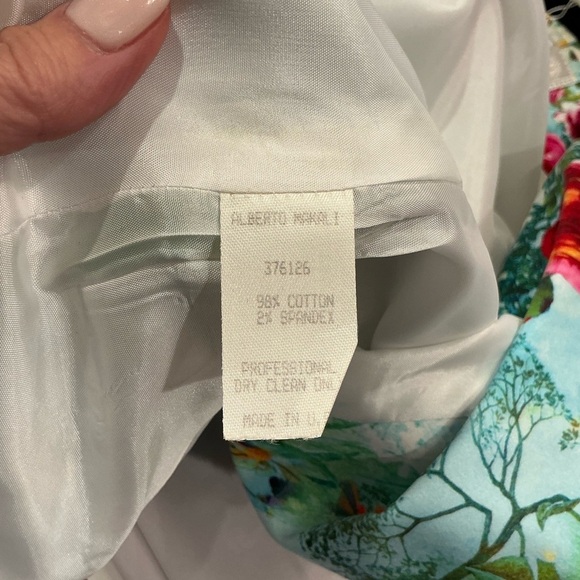 ALBERTO MAKALI
376126
98% COTTON
2% SPANDEX
PROFESSIONAL
DRY CLEAN ONL
MADE IN U.